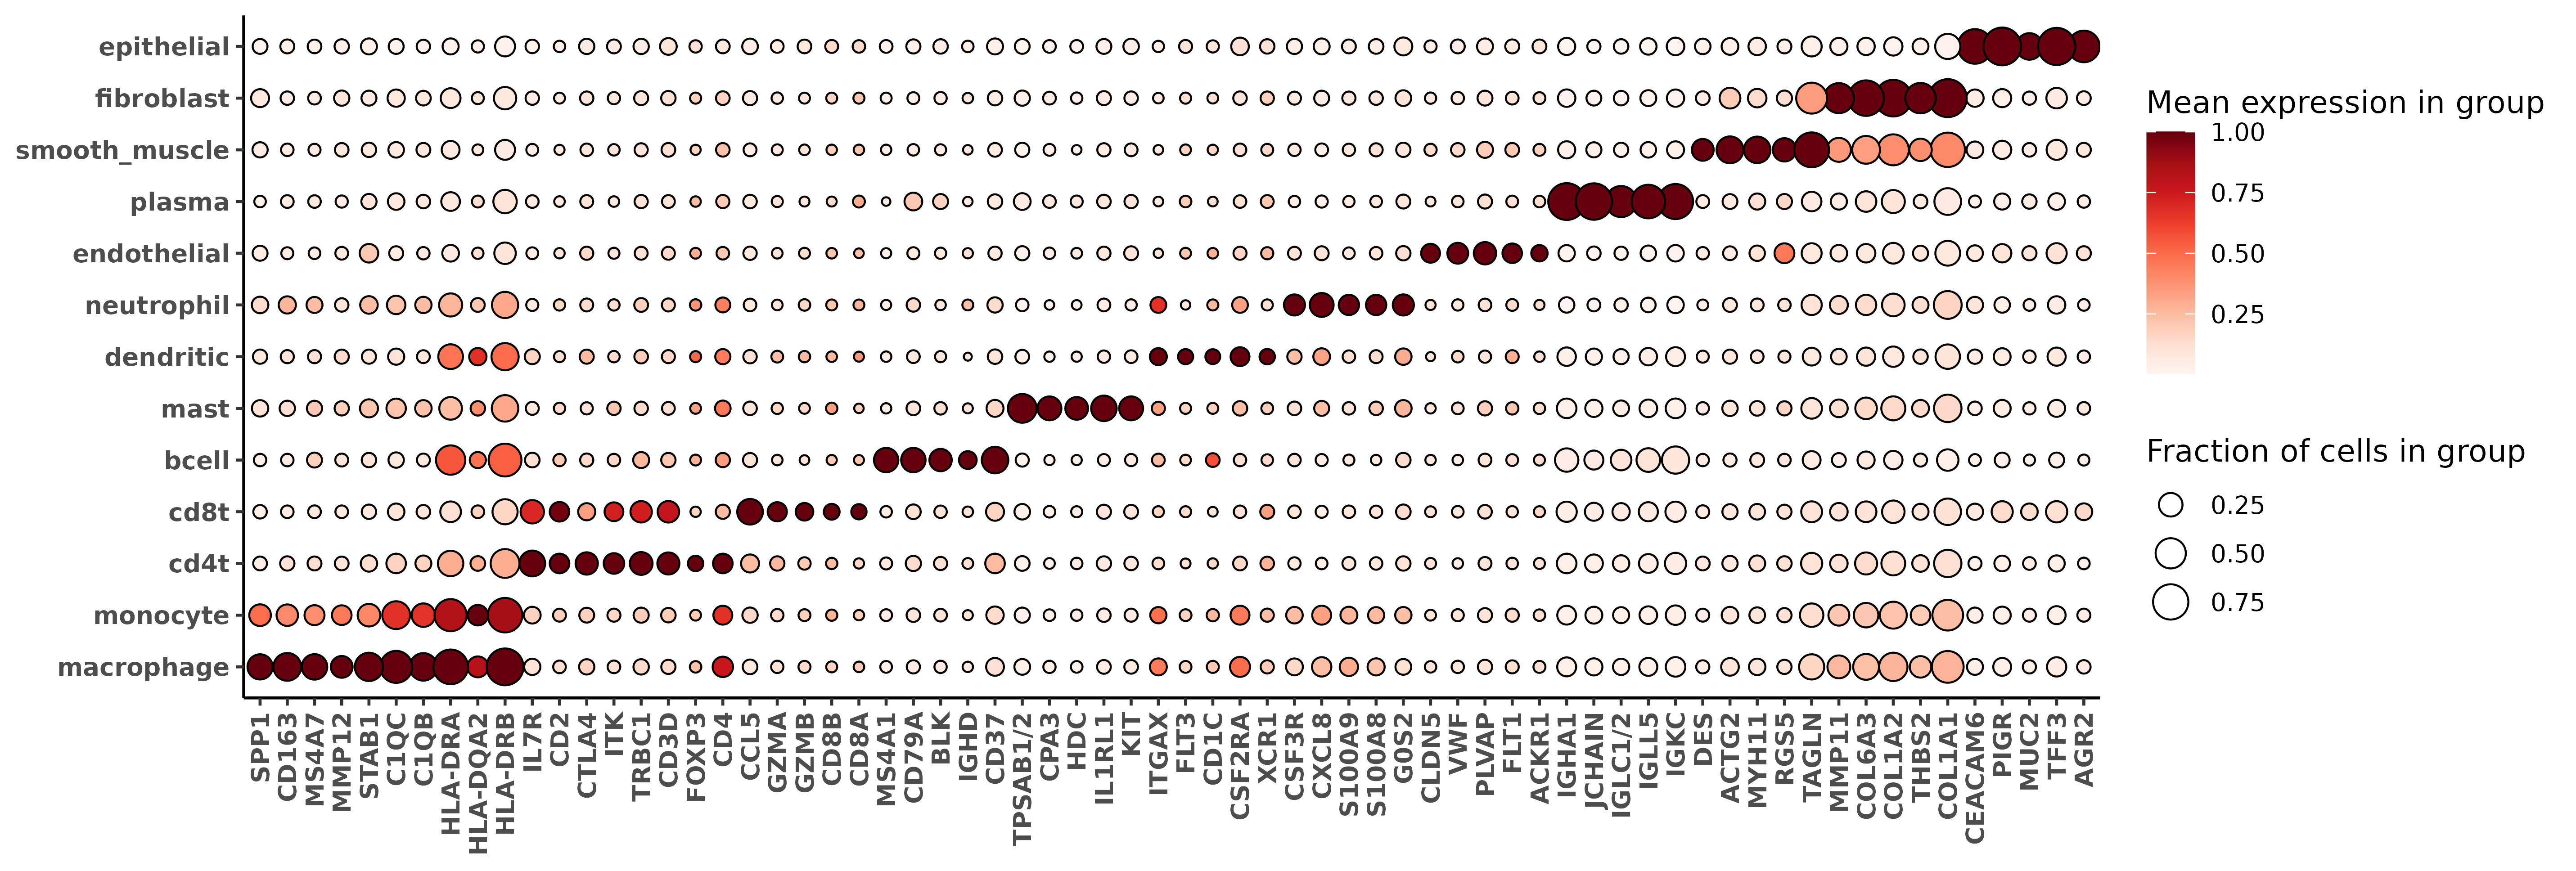 epithelial
fibroblast
smooth_muscle
plasma
endothelial
neutrophil
dendritic
mast
bcell
cd8t
cd4t
monocyte
macrophage
SPP1
CD163
MS4A7
MMP12
STAB1
C1QC
C1QB
HLA-DRA
HLA-DQA2
HLA-DRB
IL7R
CD2
CTLA4
ITK
TRBC1
CD3D
FOXP3
CD4
CCL5
GZMA
GZMB
CD8B
CD8A
MS4A1
CD79A
BLK
IGHD
CD37
TPSAB1/2
CPA3
HDC
IL1RL1
KIT
ITGAX
FLT3
CD1C
CSF2RA
XCR1
CSF3R
CXCL8
S100A9
S100A8
G0S2
CLDN5
VWF
PLVAP
FLT1
ACKR1
IGHA1
JCHAIN
IGLC1/2
IGLL5
IGKC
DES
ACTG2
MYH11
RGS5
TAGLN
MMP11
COL6A3
COL1A2
THBS2
COL1A1
CEACAM6
PIGR
MUC2
TFF3
AGR2
Mean expression in group
1.00
0.75
0.50
0.25
Fraction of cells in group
0.25
0.50
0.75